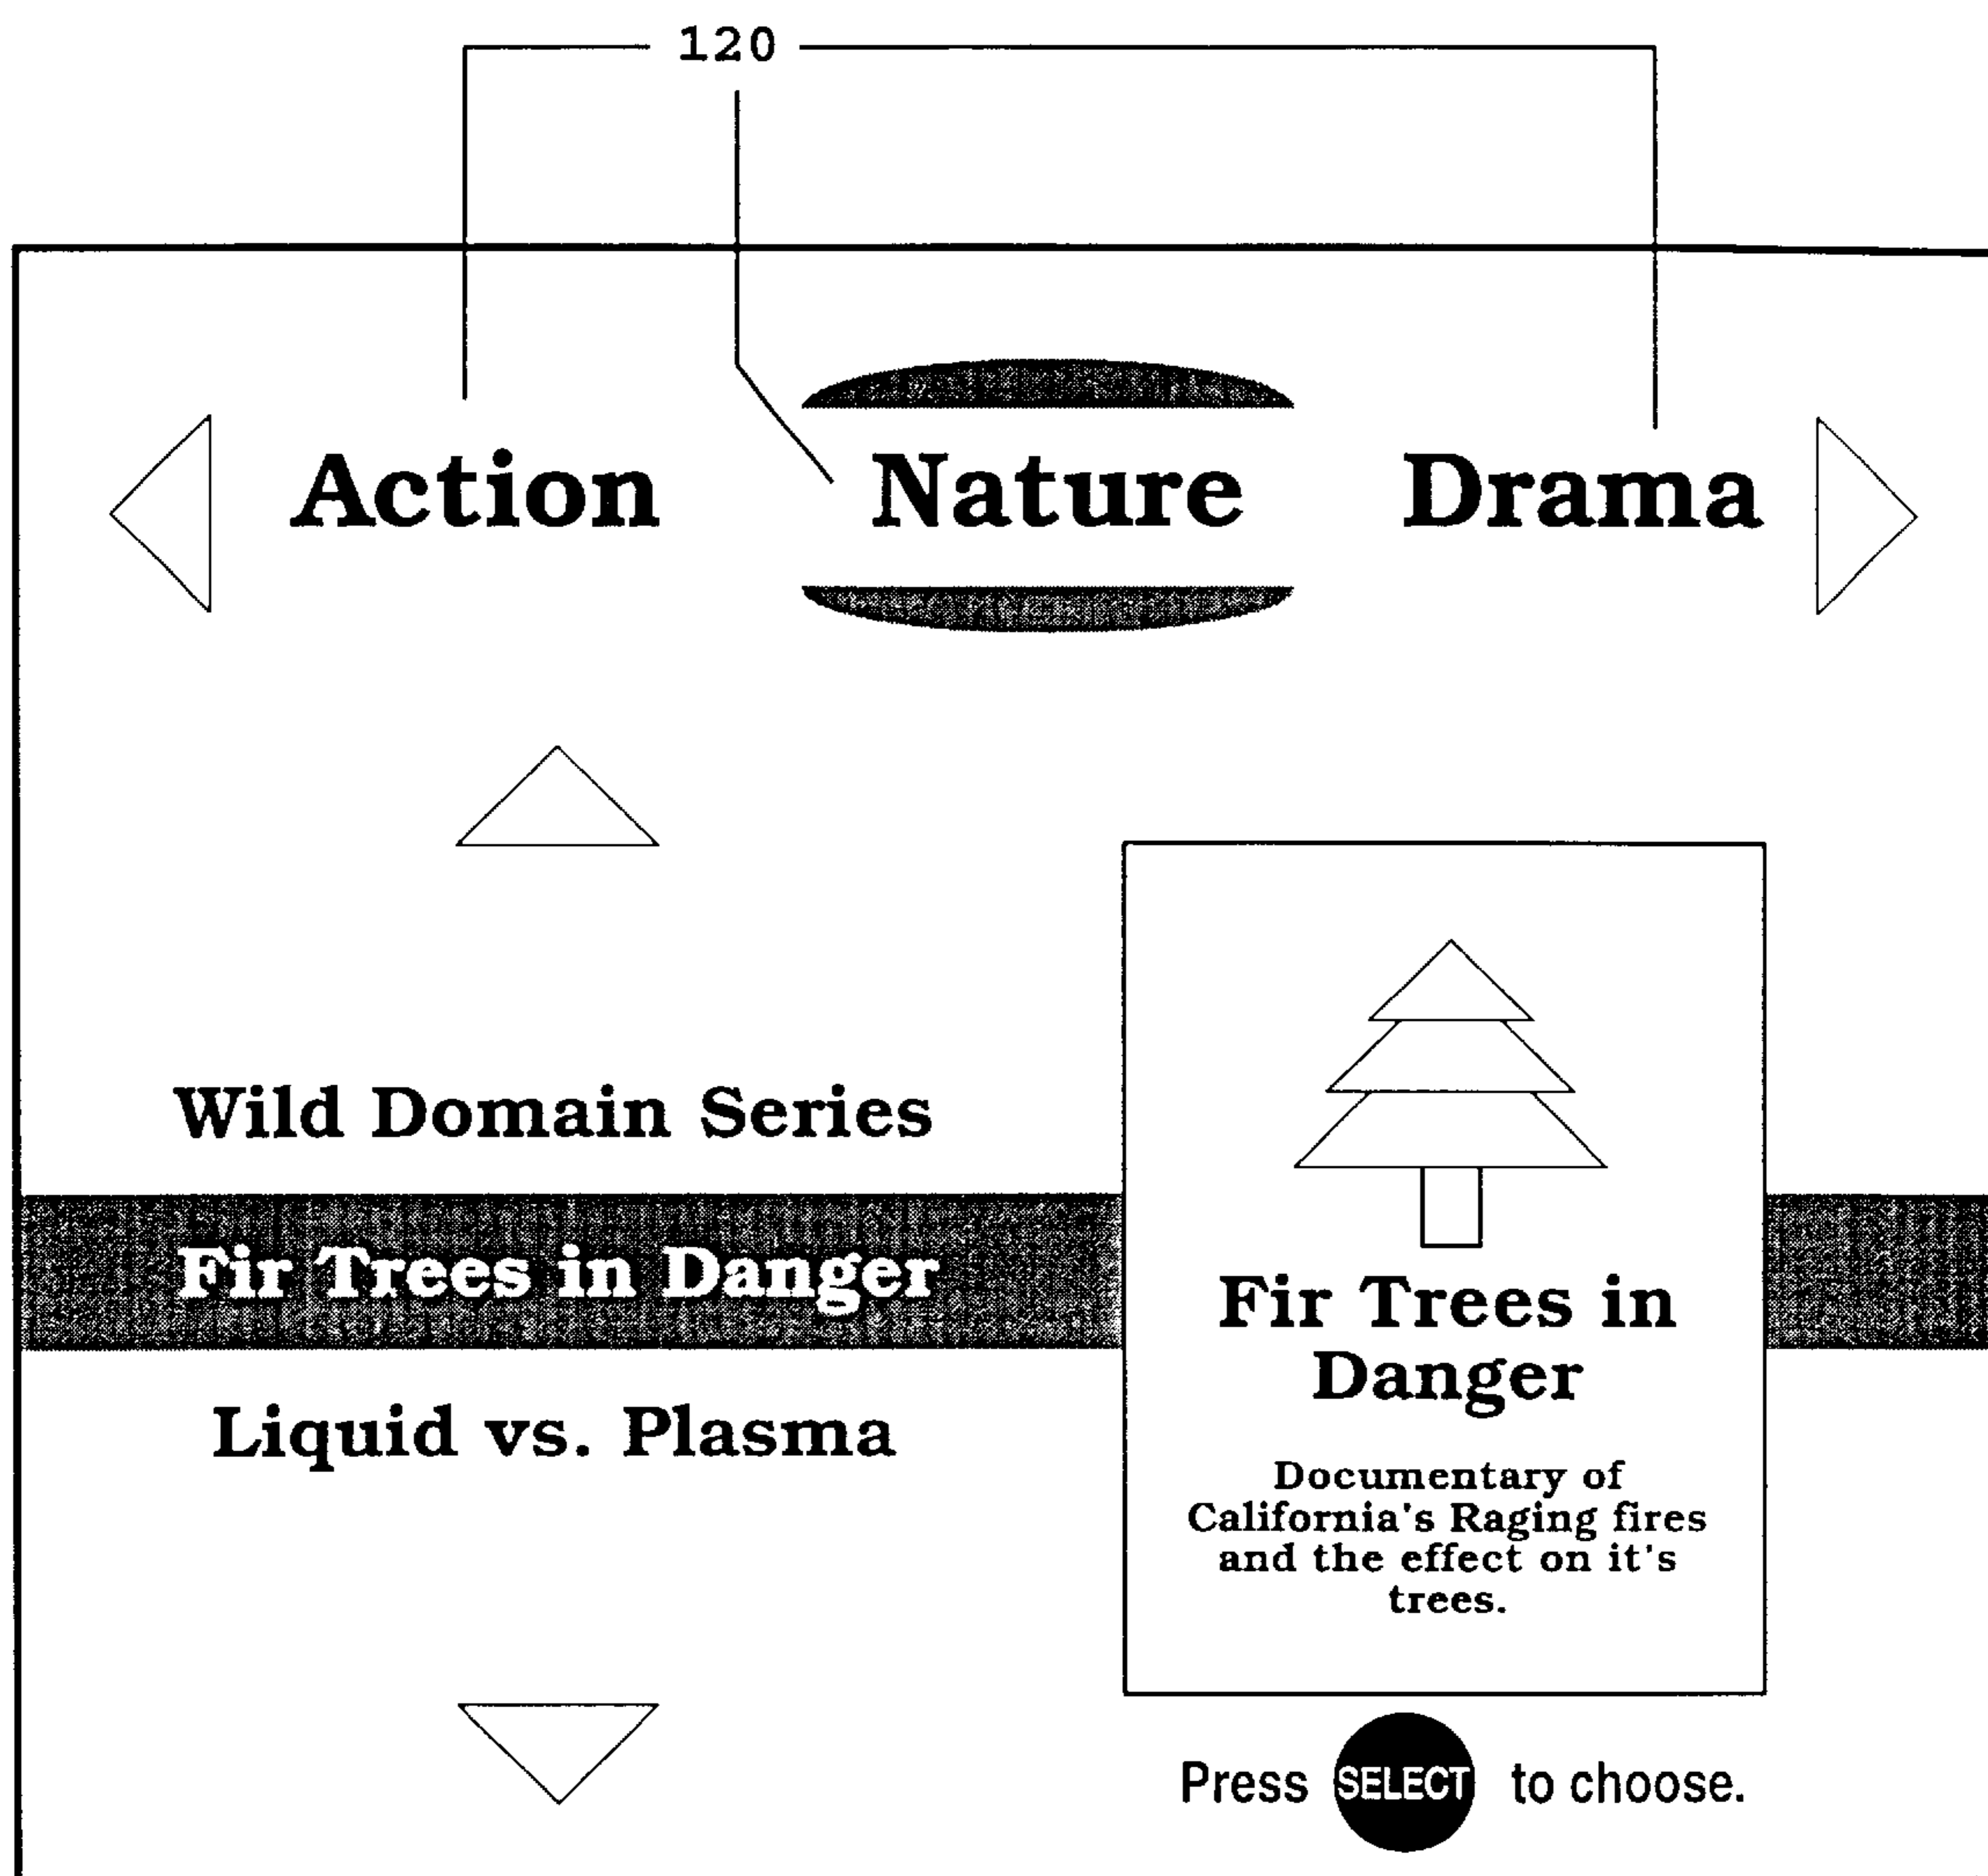 120
Action Nature Drama
Wild Domain Series
Fir Trees in Danger
Liquid vs. Plasma
Fir Trees in
Danger
Documentary of
California's Raging fires
and the effect on it's
trees.
Press SELECT to choose.